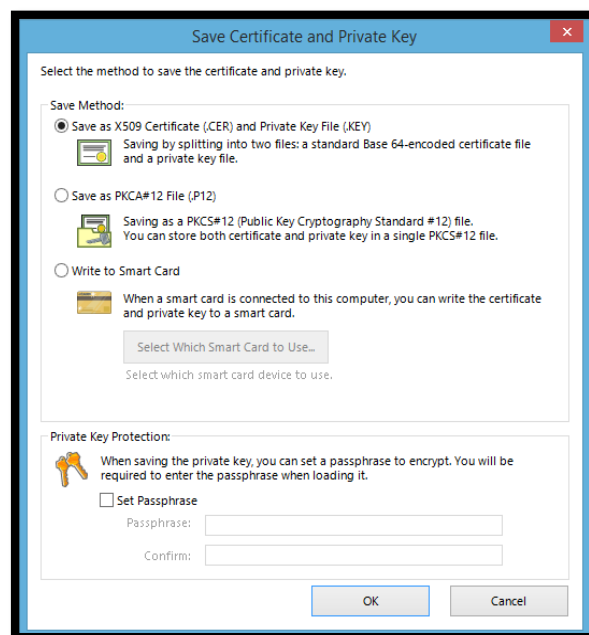 Save Certificate and Private Key
Select the method to save the certificate and private key.
Save Method:
Save as X509 Certificate (.CER) and Private Key File (.KEY)
Saving by splitting into two files: a standard Base 64-encoded certificate file
and a private key file.
Save as PKCA#12 File (.P12)
Saving as a PKCS#12 (Public Key Cryptography Standard #12) file.
You can store both certificate and private key in a single PKCS#12 file.
Write to Smart Card
When a smart card is connected to this computer, you can write the certificate
and private key to a smart card.
Select Which Smart Card to Use...
Select which smart card device to use.
Private Key Protection:
When saving the private key, you can set a passphrase to encrypt. You will be
required to enter the passphrase when loading it.
Set Passphrase
Passphrase:
Confirm:
OK
Cancel